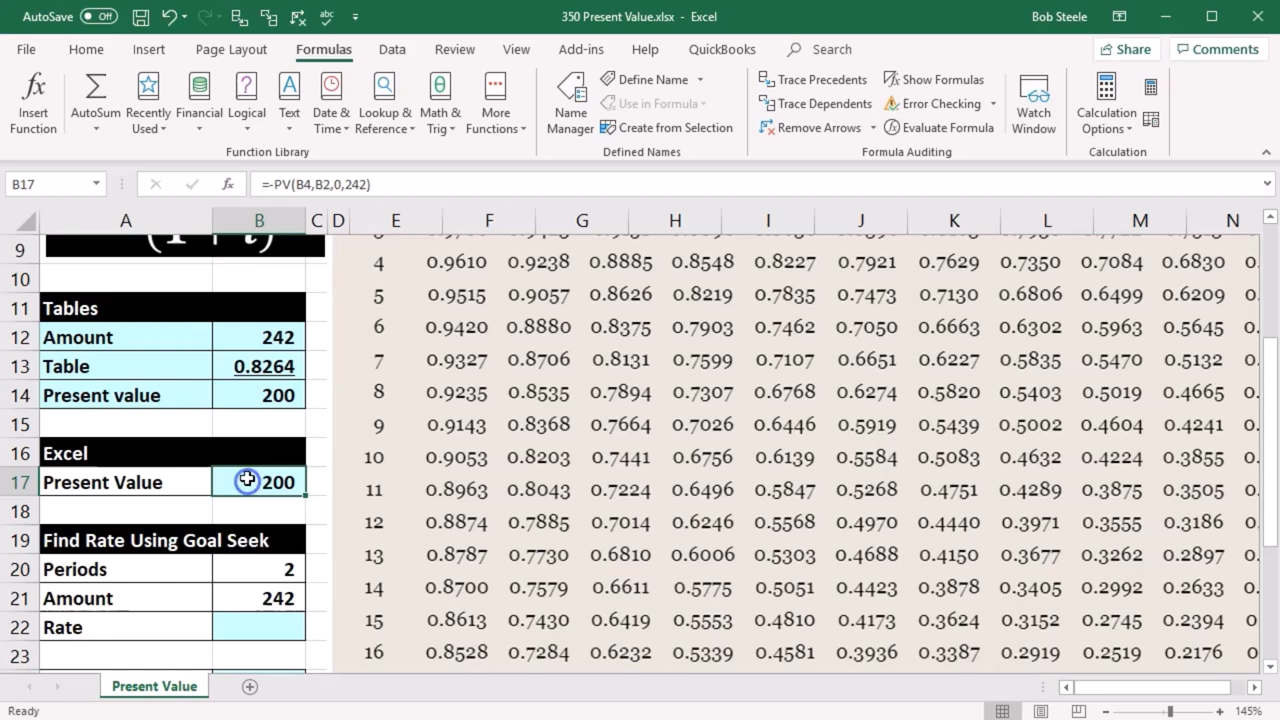 AutoSave Off abc 350 Present Value.xlsx - Excel Bob Steele
File Home Insert Page Layout Formulas Data Review View Add-ins Help QuickBooks Search Share Comments
fx Insert Function
Σ AutoSum
Recently Used
Financial
? Logical
A Text
Date & Time
Lookup & Reference
θ Math & Trig
More Functions
Function Library
Name Manager
Define Name
Use in Formula
Create from Selection
Defined Names
Trace Precedents
Trace Dependents
Remove Arrows
Show Formulas
Error Checking
Evaluate Formula
Formula Auditing
Watch Window
Calculation Options
Calculation
B17 fx =-PV(B4,B2,0,242)
A B C D E F G H I J K L M N
9
10 4 0.9610 0.9238 0.8885 0.8548 0.8227 0.7921 0.7629 0.7350 0.7084 0.6830 0.
11 Tables 5 0.9515 0.9057 0.8626 0.8219 0.7835 0.7473 0.7130 0.6806 0.6499 0.6209 0.
12 Amount 242 6 0.9420 0.8880 0.8375 0.7903 0.7462 0.7050 0.6663 0.6302 0.5963 0.5645 0.
13 Table 0.8264 7 0.9327 0.8706 0.8131 0.7599 0.7107 0.6651 0.6227 0.5835 0.5470 0.5132 0.
14 Present value 200 8 0.9235 0.8535 0.7894 0.7307 0.6768 0.6274 0.5820 0.5403 0.5019 0.4665 0.
15 9 0.9143 0.8368 0.7664 0.7026 0.6446 0.5919 0.5439 0.5002 0.4604 0.4241 0.
16 Excel 10 0.9053 0.8203 0.7441 0.6756 0.6139 0.5584 0.5083 0.4632 0.4224 0.3855 0.
17 Present Value 200 11 0.8963 0.8043 0.7224 0.6496 0.5847 0.5268 0.4751 0.4289 0.3875 0.3505 0.
18 12 0.8874 0.7885 0.7014 0.6246 0.5568 0.4970 0.4440 0.3971 0.3555 0.3186 0.
19 Find Rate Using Goal Seek 13 0.8787 0.7730 0.6810 0.6006 0.5303 0.4688 0.4150 0.3677 0.3262 0.2897 0.
20 Periods 2 14 0.8700 0.7579 0.6611 0.5775 0.5051 0.4423 0.3878 0.3405 0.2992 0.2633 0.
21 Amount 242 15 0.8613 0.7430 0.6419 0.5553 0.4810 0.4173 0.3624 0.3152 0.2745 0.2394 0.
22 Rate 16 0.8528 0.7284 0.6232 0.5339 0.4581 0.3936 0.3387 0.2919 0.2519 0.2176 0.
23
Present Value
Ready 145%